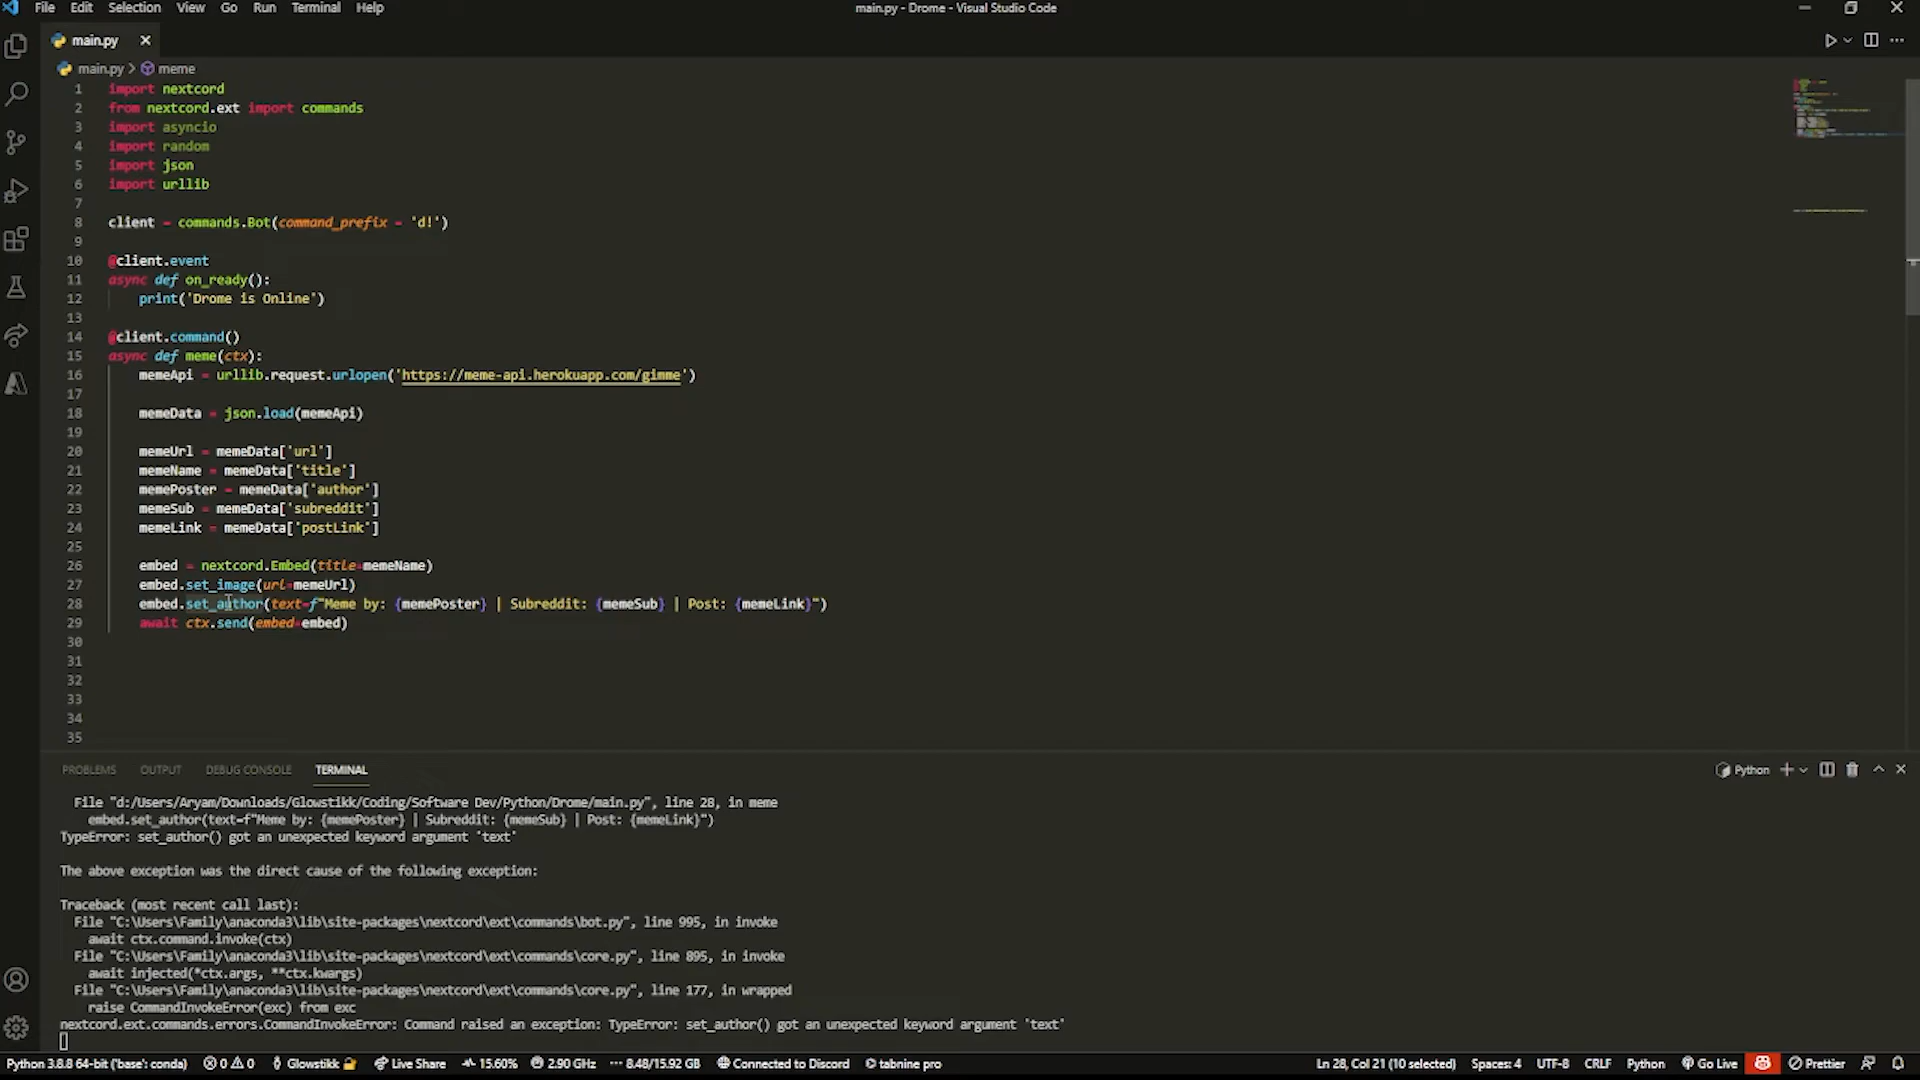 File Edit Selection View Go Run Terminal Help
main.py - Drome - Visual Studio Code
main.py
main.py > meme
1 import nextcord
2 from nextcord.ext import commands
3 import asyncio
4 import random
5 import json
6 import urllib
7
8 client = commands.Bot(command_prefix = 'd!')
9
10 @client.event
11 async def on_ready():
12 print('Drome is Online')
13
14 @client.command()
15 async def meme(ctx):
16 memeApi = urllib.request.urlopen('https://meme-api.herokuapp.com/gimme')
17
18 memeData = json.load(memeApi)
19
20 memeUrl = memeData['url']
21 memeName = memeData['title']
22 memePoster = memeData['author']
23 memeSub = memeData['subreddit']
24 memeLink = memeData['postLink']
25
26 embed = nextcord.Embed(title=memeName)
27 embed.set_image(url=memeUrl)
28 embed.set_author(text=f"Meme by: {memePoster} | Subreddit: {memeSub} | Post: {memeLink}")
29 await ctx.send(embed=embed)
30
31
32
33
34
35
PROBLEMS OUTPUT DEBUG CONSOLE TERMINAL
Python
File "d:/Users/Aryam/Downloads/Glowstikk/Coding/Software Dev/Python/Drome/main.py", line 28, in meme
embed.set_author(text=f"Meme by: {memePoster} | Subreddit: {memeSub} | Post: {memeLink}")
TypeError: set_author() got an unexpected keyword argument 'text'
The above exception was the direct cause of the following exception:
Traceback (most recent call last):
File "C:\Users\Family\anaconda3\lib\site-packages\nextcord\ext\commands\bot.py", line 995, in invoke
await ctx.command.invoke(ctx)
File "C:\Users\Family\anaconda3\lib\site-packages\nextcord\ext\commands\core.py", line 895, in invoke
await injected(*ctx.args, **ctx.kwargs)
File "C:\Users\Family\anaconda3\lib\site-packages\nextcord\ext\commands\core.py", line 177, in wrapped
raise CommandInvokeError(exc) from exc
nextcord.ext.commands.errors.CommandInvokeError: Command raised an exception: TypeError: set_author() got an unexpected keyword argument 'text'
Python 3.8.8 64-bit ('base': conda) 0 0 Glowstikk Live Share 15.60% 2.90 GHz 8.48/15.92 GB Connected to Discord tabnine pro Ln 28, Col 21 (10 selected) Spaces: 4 UTF-8 CRLF Python Go Live Prettier